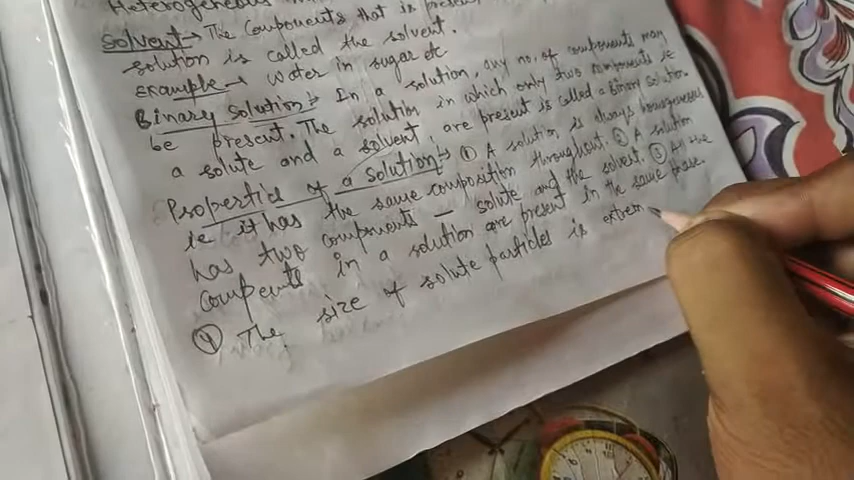 Heterogeneous
solvent → The components that is present
solution is called the solvent.
Example → Water in sugar etc
Binary solution :- In a solution, any no. of components may
be present. The solution in which only two components ie
a solute and a solvent, are present is called a Binary solution.
Properties of a solution :- ① A solution is always homogeneous
ie it has the same composition throughout. ② A solution
has two components – solute and the solvent. ③ All the
components in a solution are present in the same phase.
④ The size of solute particles is extrem